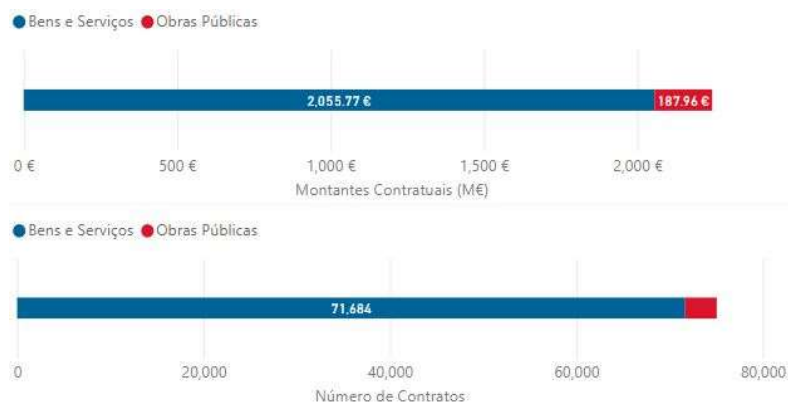 Bens e Serviços Obras Públicas
2,055.77 € 187.96 €
0 € 500 € 1,000 € 1,500 € 2,000 €
Montantes Contratuais (M€)
Bens e Serviços Obras Públicas
71,684
0 20,000 40,000 60,000 80,000
Número de Contratos